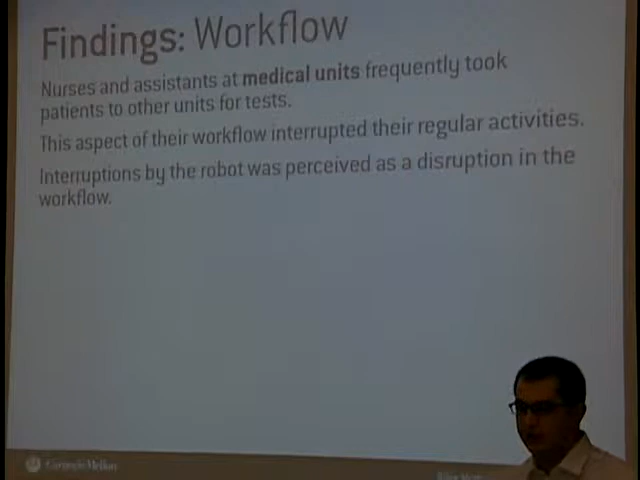 Findings: Workflow
Nurses and assistants at medical units frequently took
patients to other units for tests.
This aspect of their workflow interrupted their regular activities.
Interruptions by the robot was perceived as a disruption in the
workflow.
Carnegie Mellon